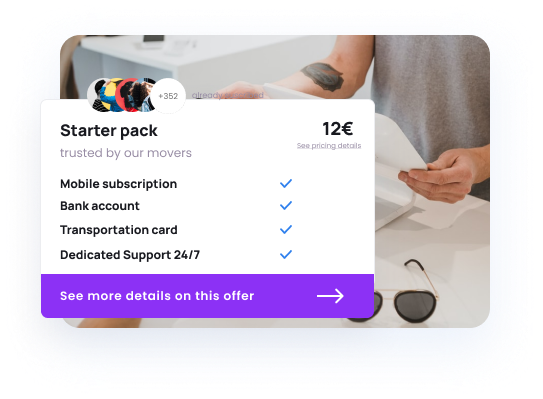 +352 already
Starter pack
12€
trusted by our movers
See pricing details
Mobile subscription
Bank account
Transportation card
Dedicated Support 24/7
See more details on this offer